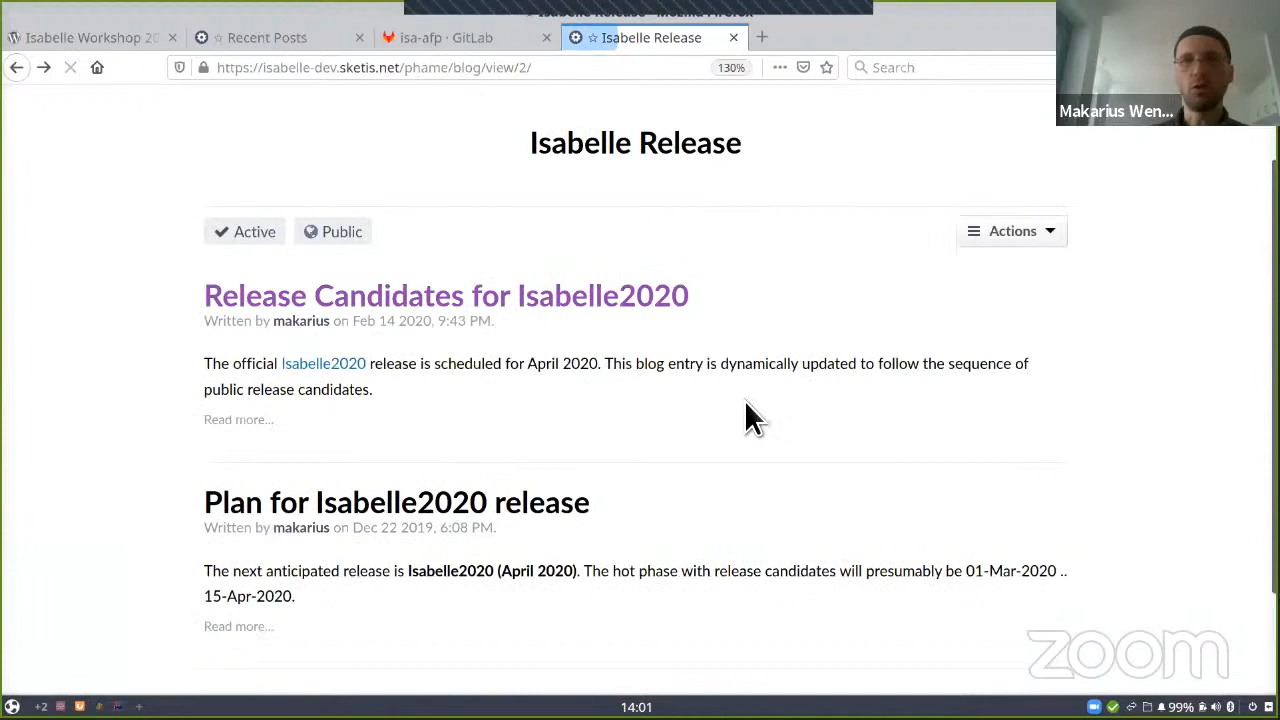 Isabelle Release - Mozilla Firefox
Isabelle Workshop 20
☆ Recent Posts
isa-afp · GitLab
☆ Isabelle Release
https://isabelle-dev.sketis.net/phame/blog/view/2/
130%
Search
Makarius Wen...
Isabelle Release
Active
Public
Actions
Release Candidates for Isabelle2020
Written by makarius on Feb 14 2020, 9:43 PM.
The official Isabelle2020 release is scheduled for April 2020. This blog entry is dynamically updated to follow the sequence of
public release candidates.
Read more...
Plan for Isabelle2020 release
Written by makarius on Dec 22 2019, 6:08 PM.
The next anticipated release is Isabelle2020 (April 2020). The hot phase with release candidates will presumably be 01-Mar-2020 ..
15-Apr-2020.
Read more...
zoom
+2
14:01
99%